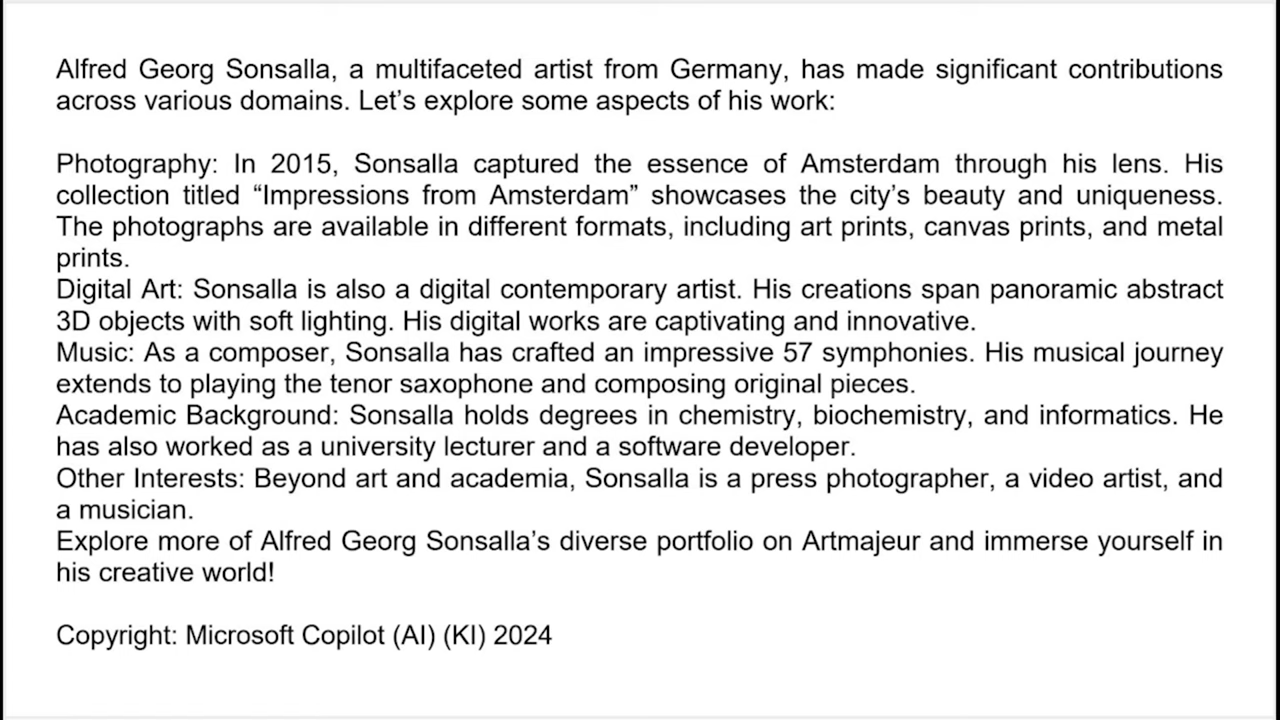 Alfred Georg Sonsalla, a multifaceted artist from Germany, has made significant contributions
across various domains. Let’s explore some aspects of his work:
Photography: In 2015, Sonsalla captured the essence of Amsterdam through his lens. His
collection titled “Impressions from Amsterdam” showcases the city’s beauty and uniqueness.
The photographs are available in different formats, including art prints, canvas prints, and metal
prints.
Digital Art: Sonsalla is also a digital contemporary artist. His creations span panoramic abstract
3D objects with soft lighting. His digital works are captivating and innovative.
Music: As a composer, Sonsalla has crafted an impressive 57 symphonies. His musical journey
extends to playing the tenor saxophone and composing original pieces.
Academic Background: Sonsalla holds degrees in chemistry, biochemistry, and informatics. He
has also worked as a university lecturer and a software developer.
Other Interests: Beyond art and academia, Sonsalla is a press photographer, a video artist, and
a musician.
Explore more of Alfred Georg Sonsalla’s diverse portfolio on Artmajeur and immerse yourself in
his creative world!
Copyright: Microsoft Copilot (AI) (KI) 2024